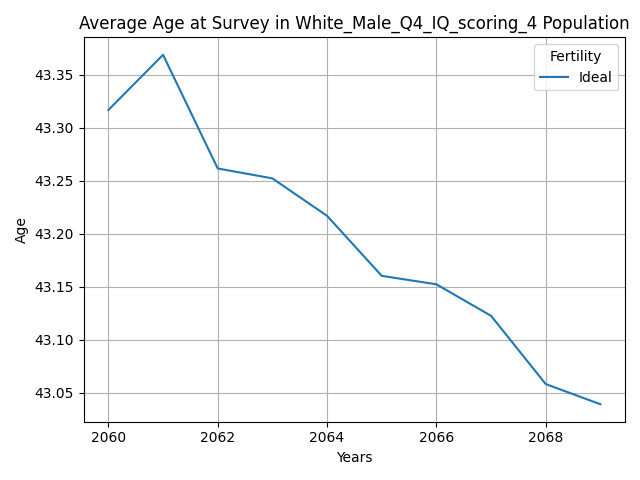 Average Age at Survey in White_Male_Q4_IQ_scoring_4 Population
Fertility
Ideal
43.35
43.30
43.25
43.20
43.15
43.10
43.05
Age
2060
2062
2064
2066
2068
Years